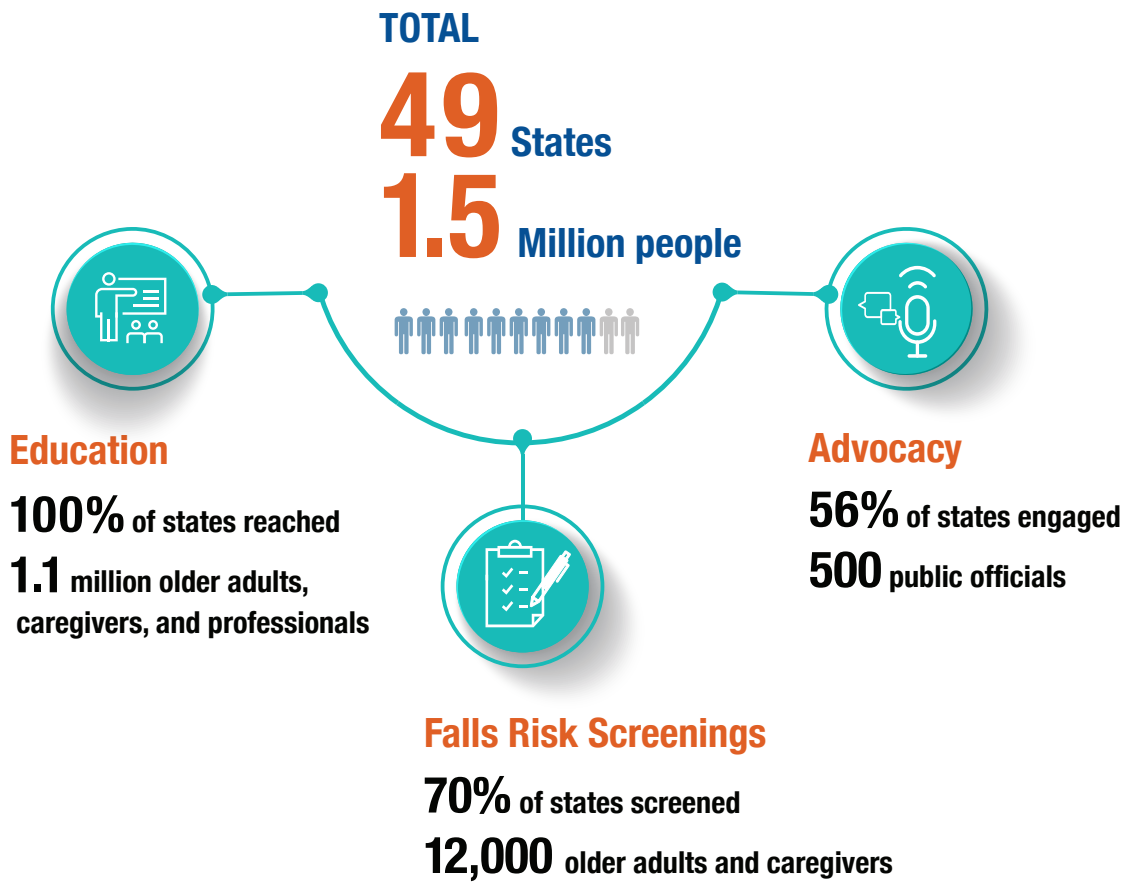 TOTAL
49 States
1.5 Million people
Education
100% of states reached
1.1 million older adults,
caregivers, and professionals
Falls Risk Screenings
70% of states screened
12,000 older adults and caregivers
Advocacy
56% of states engaged
500 public officials